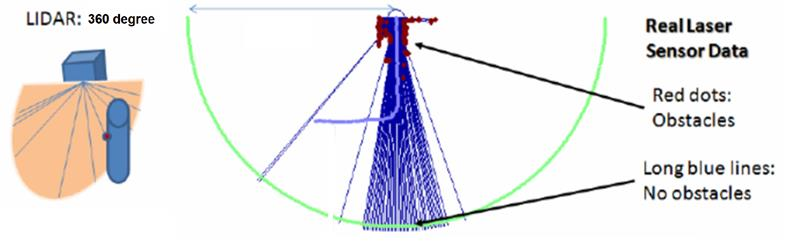 LIDAR: 360 degree
Real Laser
Sensor Data
Red dots:
Obstacles
Long blue lines:
No obstacles